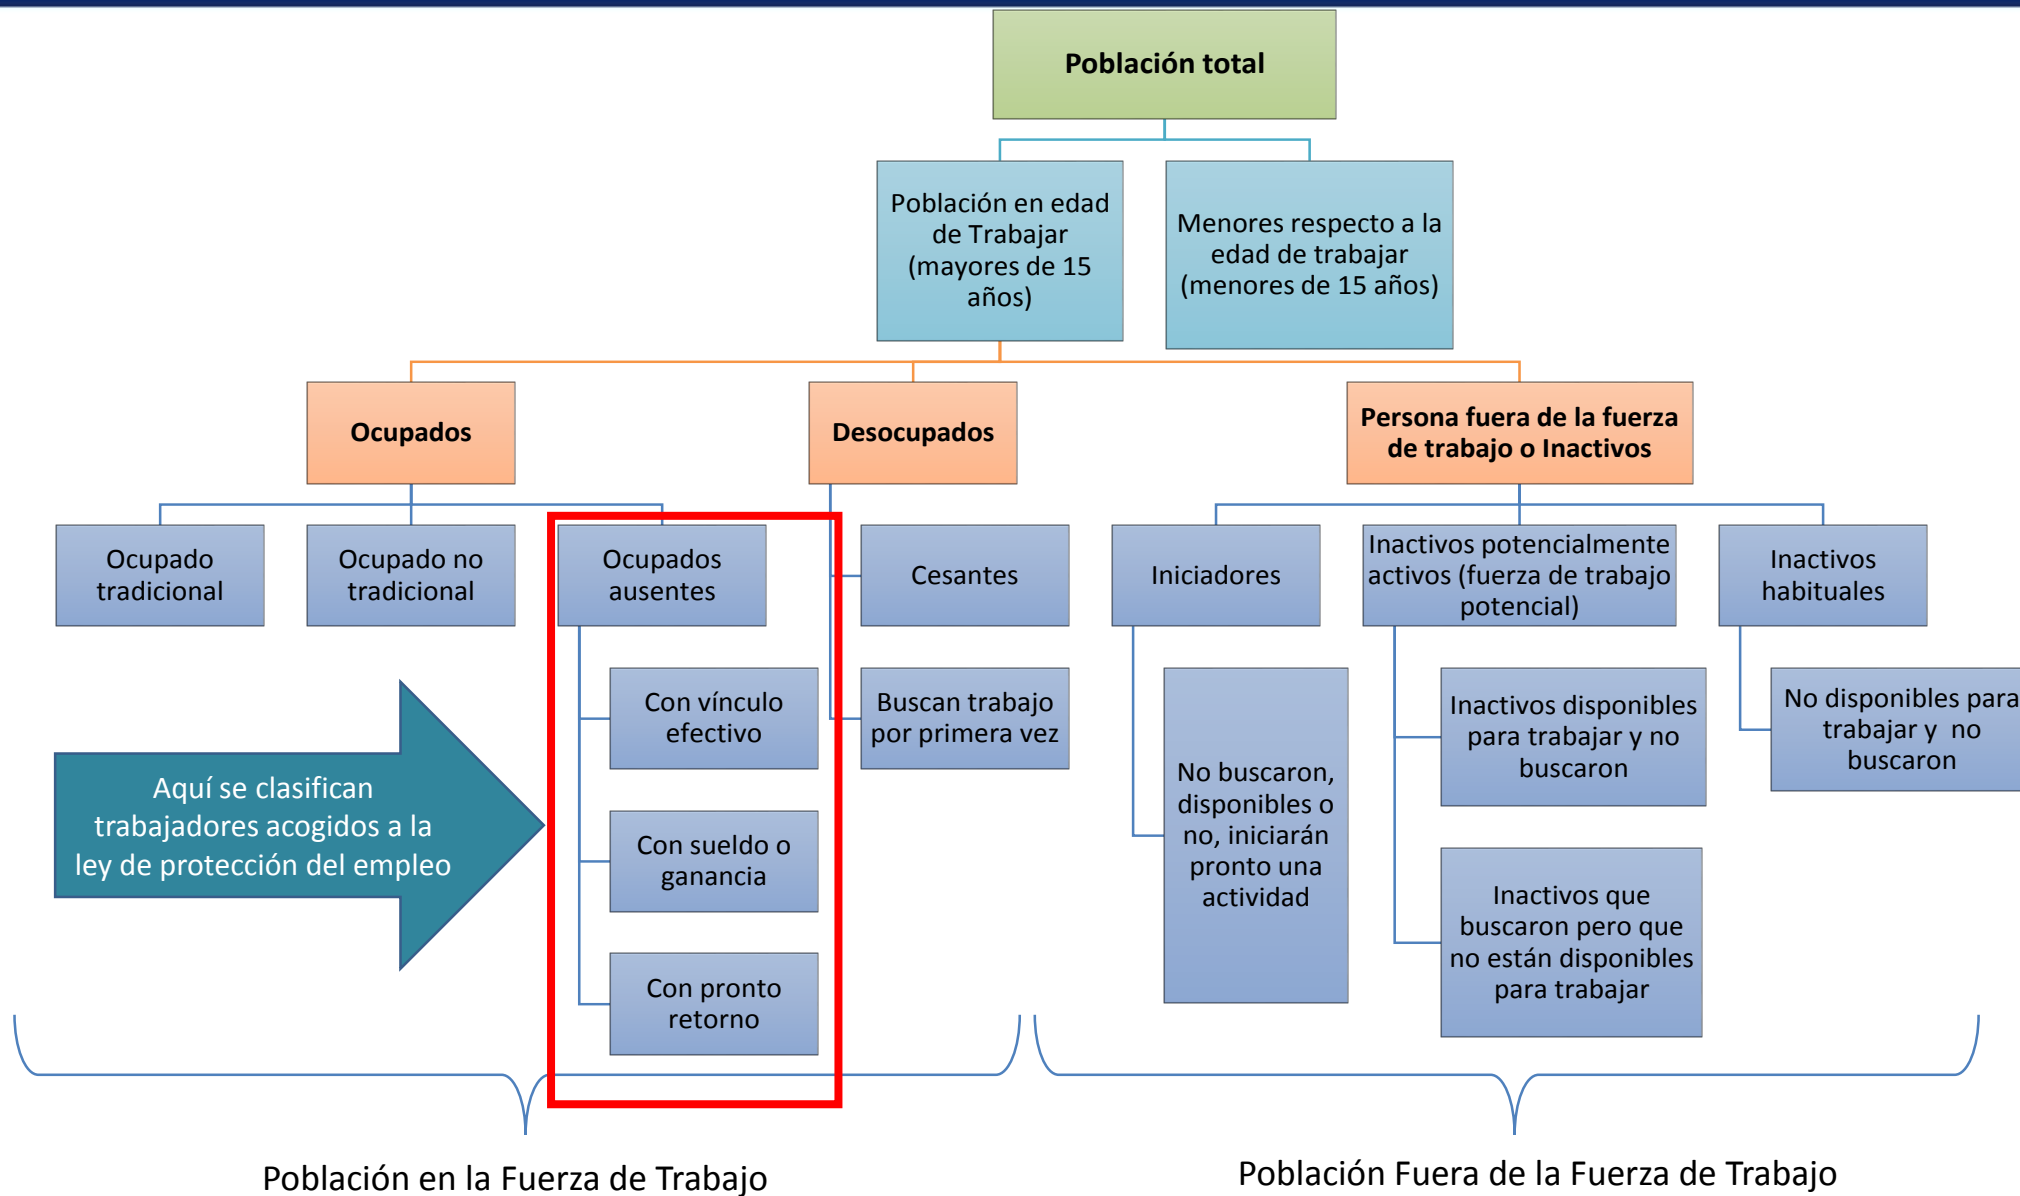 Población total
Población en edad
de Trabajar
(mayores de 15
años)
Menores respecto a la
edad de trabajar
(menores de 15 años)
Ocupados
Desocupados
Persona fuera de la fuerza
de trabajo o Inactivos
Ocupado
tradicional
Ocupado no
tradicional
Ocupados
ausentes
Cesantes
Iniciadores
Inactivos potencialmente
activos (fuerza de trabajo
potencial)
Inactivos
habituales
Con vínculo
efectivo
Buscan trabajo
por primera vez
No buscaron,
disponibles o
no, iniciarán
pronto una
actividad
Inactivos disponibles
para trabajar y no
buscaron
No disponibles para
trabajar y no
buscaron
Aquí se clasifican
trabajadores acogidos a la
ley de protección del empleo
Con sueldo o
ganancia
Inactivos que
buscaron pero que
no están disponibles
para trabajar
Con pronto
retorno
Población en la Fuerza de Trabajo
Población Fuera de la Fuerza de Trabajo